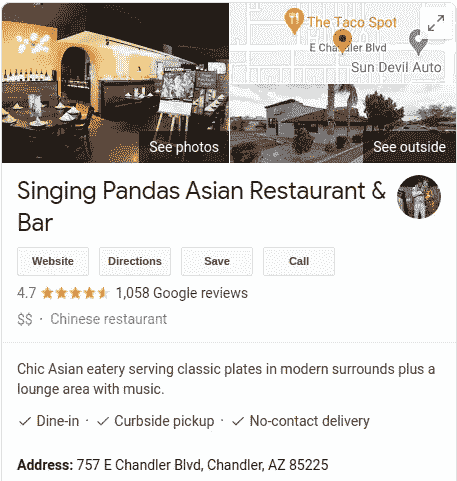 The Taco Spot
E Chandler Blvd
Sun Devil Auto
See photos
See outside
Singing Pandas Asian Restaurant &
Bar
Website
Directions
Save
Call
4.7 1,058 Google reviews
$$ · Chinese restaurant
Chic Asian eatery serving classic plates in modern surrounds plus a
lounge area with music.
✓ Dine-in · ✓ Curbside pickup · ✓ No-contact delivery
Address: 757 E Chandler Blvd, Chandler, AZ 85225